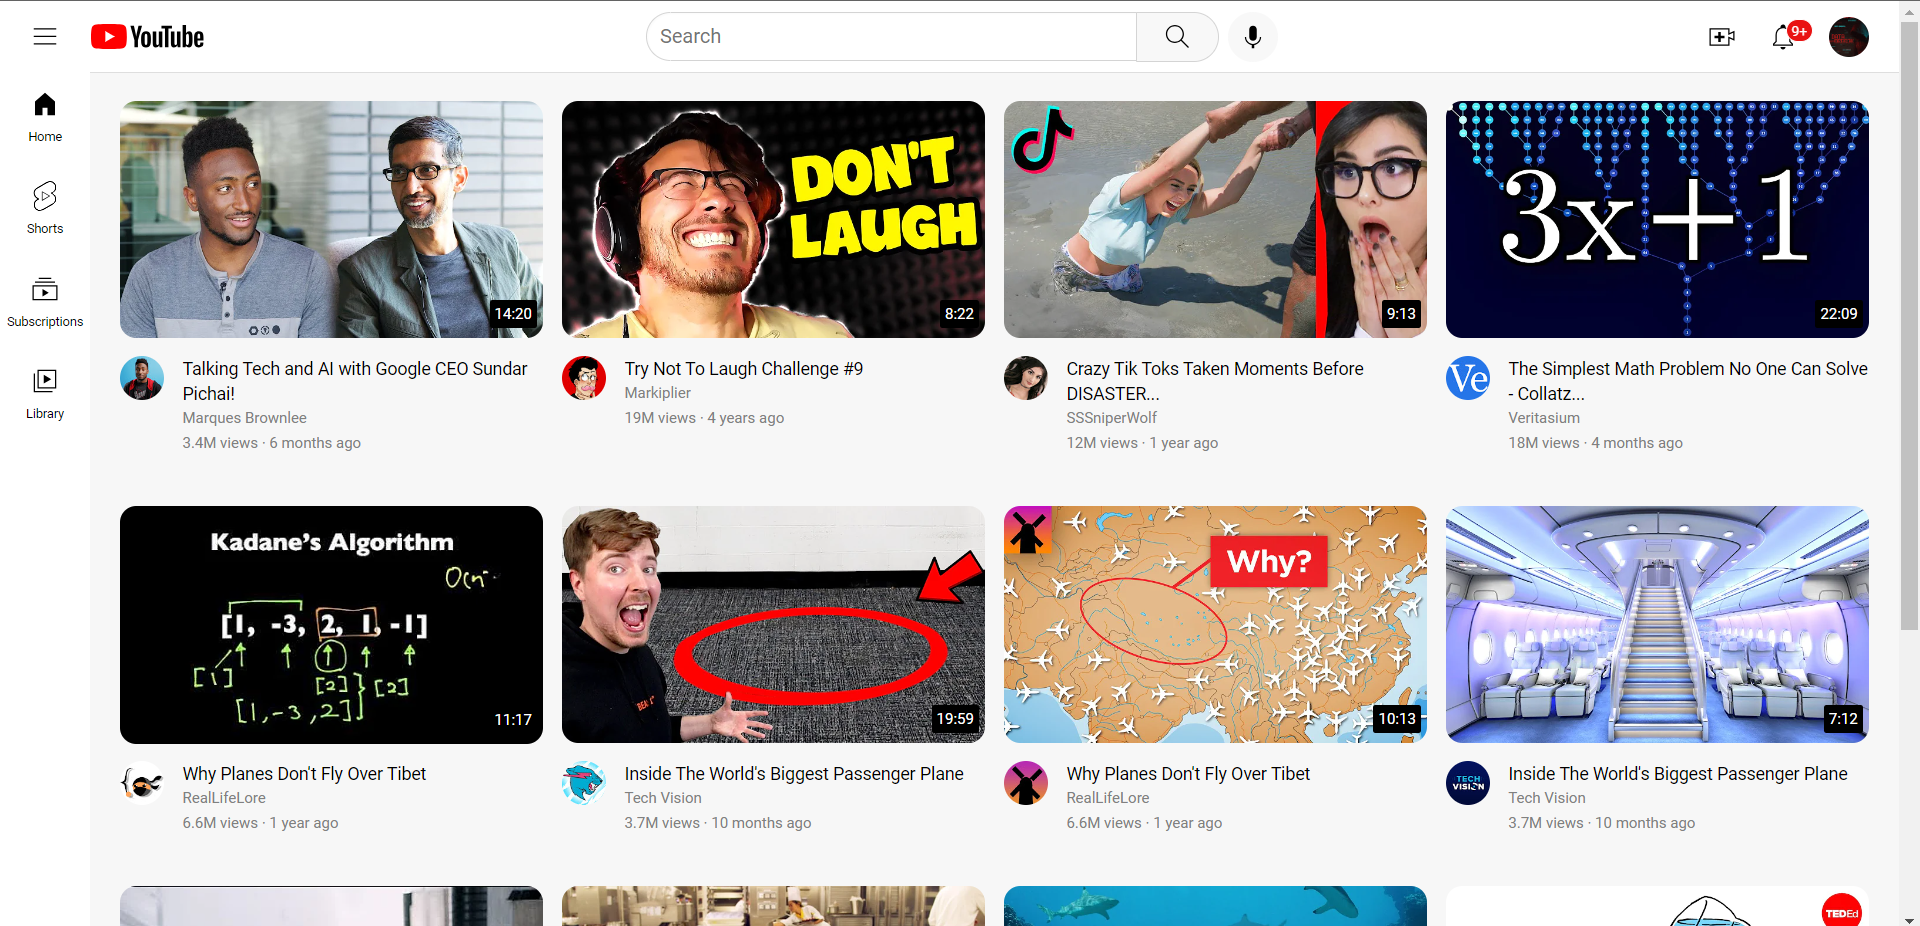 YouTube
Search
9+
Home
Shorts
Subscriptions
Library
14:20
Talking Tech and AI with Google CEO Sundar
Pichai!
Marques Brownlee
3.4M views · 6 months ago
DON'T
LAUGH
8:22
Try Not To Laugh Challenge #9
Markiplier
19M views · 4 years ago
9:13
Crazy Tik Toks Taken Moments Before
DISASTER...
SSSniperWolf
12M views · 1 year ago
3x+1
22:09
Ve
The Simplest Math Problem No One Can Solve
- Collatz...
Veritasium
18M views · 4 months ago
Kadane's Algorithm
[1, -3, 2, 1, -1]
[1]
[2]
[2]
[1,-3,2]
11:17
Why Planes Don't Fly Over Tibet
RealLifeLore
6.6M views · 1 year ago
19:59
Inside The World's Biggest Passenger Plane
Tech Vision
3.7M views · 10 months ago
Why?
10:13
Why Planes Don't Fly Over Tibet
RealLifeLore
6.6M views · 1 year ago
7:12
TECH
VISION
Inside The World's Biggest Passenger Plane
Tech Vision
3.7M views · 10 months ago
TEDEd